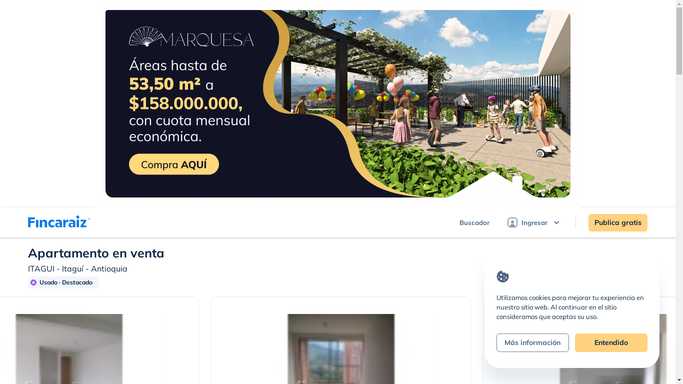 MARQUESA
Áreas hasta de
53,50 m² a
$158.000.000,
con cuota mensual
económica.
Compra AQUÍ
Fincaraiz
Buscador
Ingresar
Publica gratis
Apartamento en venta
ITAGUI - Itaguí - Antioquia
Usado · Destacado
Utilizamos cookies para mejorar tu experiencia en
nuestro sitio web. Al continuar en el sitio
consideramos que aceptas su uso.
Más información
Entendido